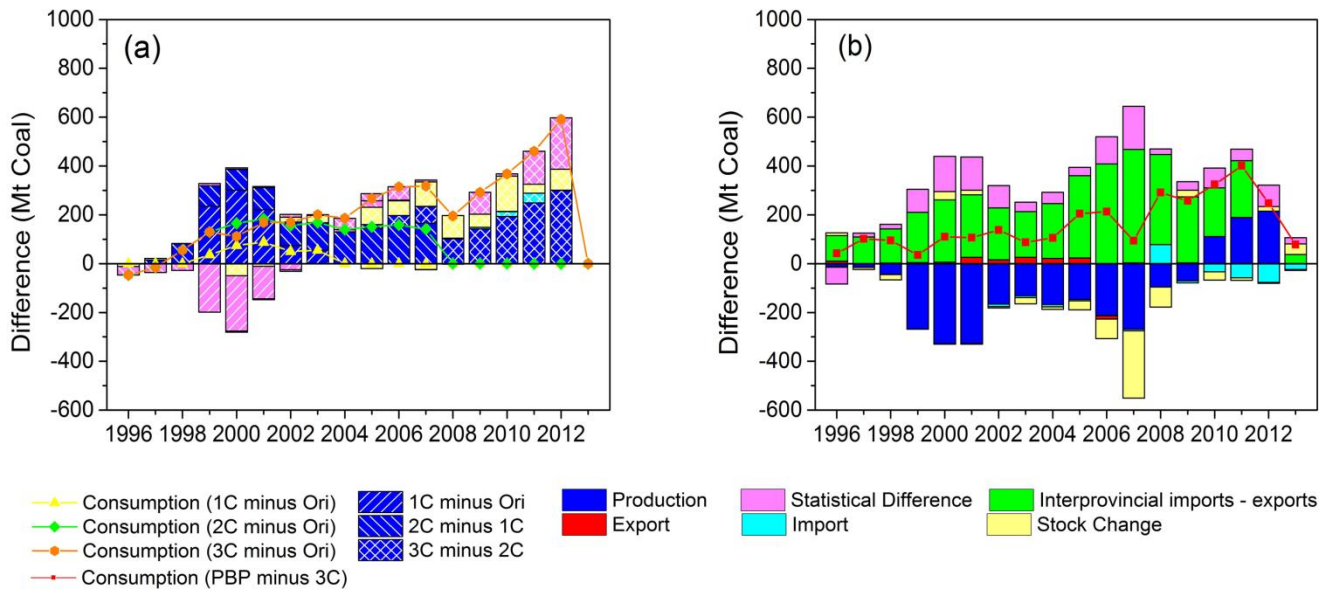 1000
800
600
400
200
0
-200
-400
-600
Difference (Mt Coal)
(a)
1996 1998 2000 2002 2004 2006 2008 2010 2012
1000
800
600
400
200
0
-200
-400
-600
Difference (Mt Coal)
(b)
1996 1998 2000 2002 2004 2006 2008 2010 2012
Consumption (1C minus Ori)
Consumption (2C minus Ori)
Consumption (3C minus Ori)
Consumption (PBP minus 3C)
1C minus Ori
2C minus 1C
3C minus 2C
Production
Export
Statistical Difference
Import
Interprovincial imports - exports
Stock Change